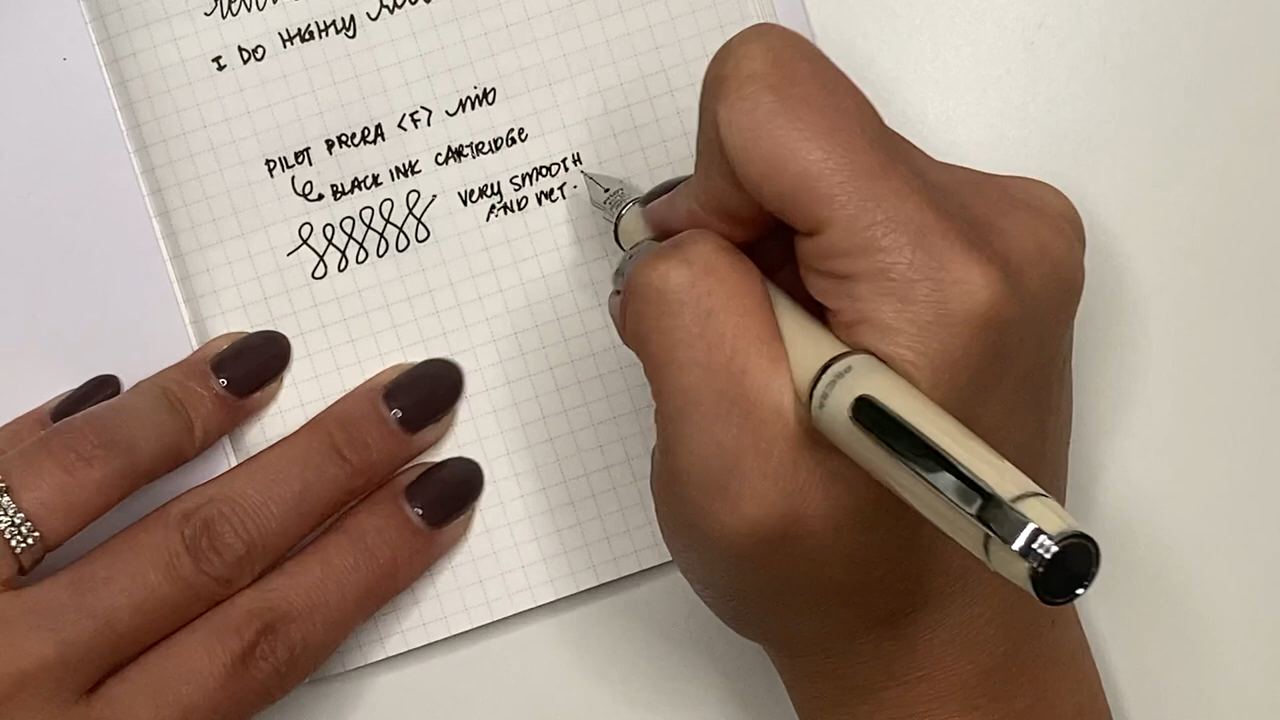 I DO HIGHLY
PILOT PRERA <F> nib
BLACK INK CARTRIDGE
VERY SMOOTH
AND WET.